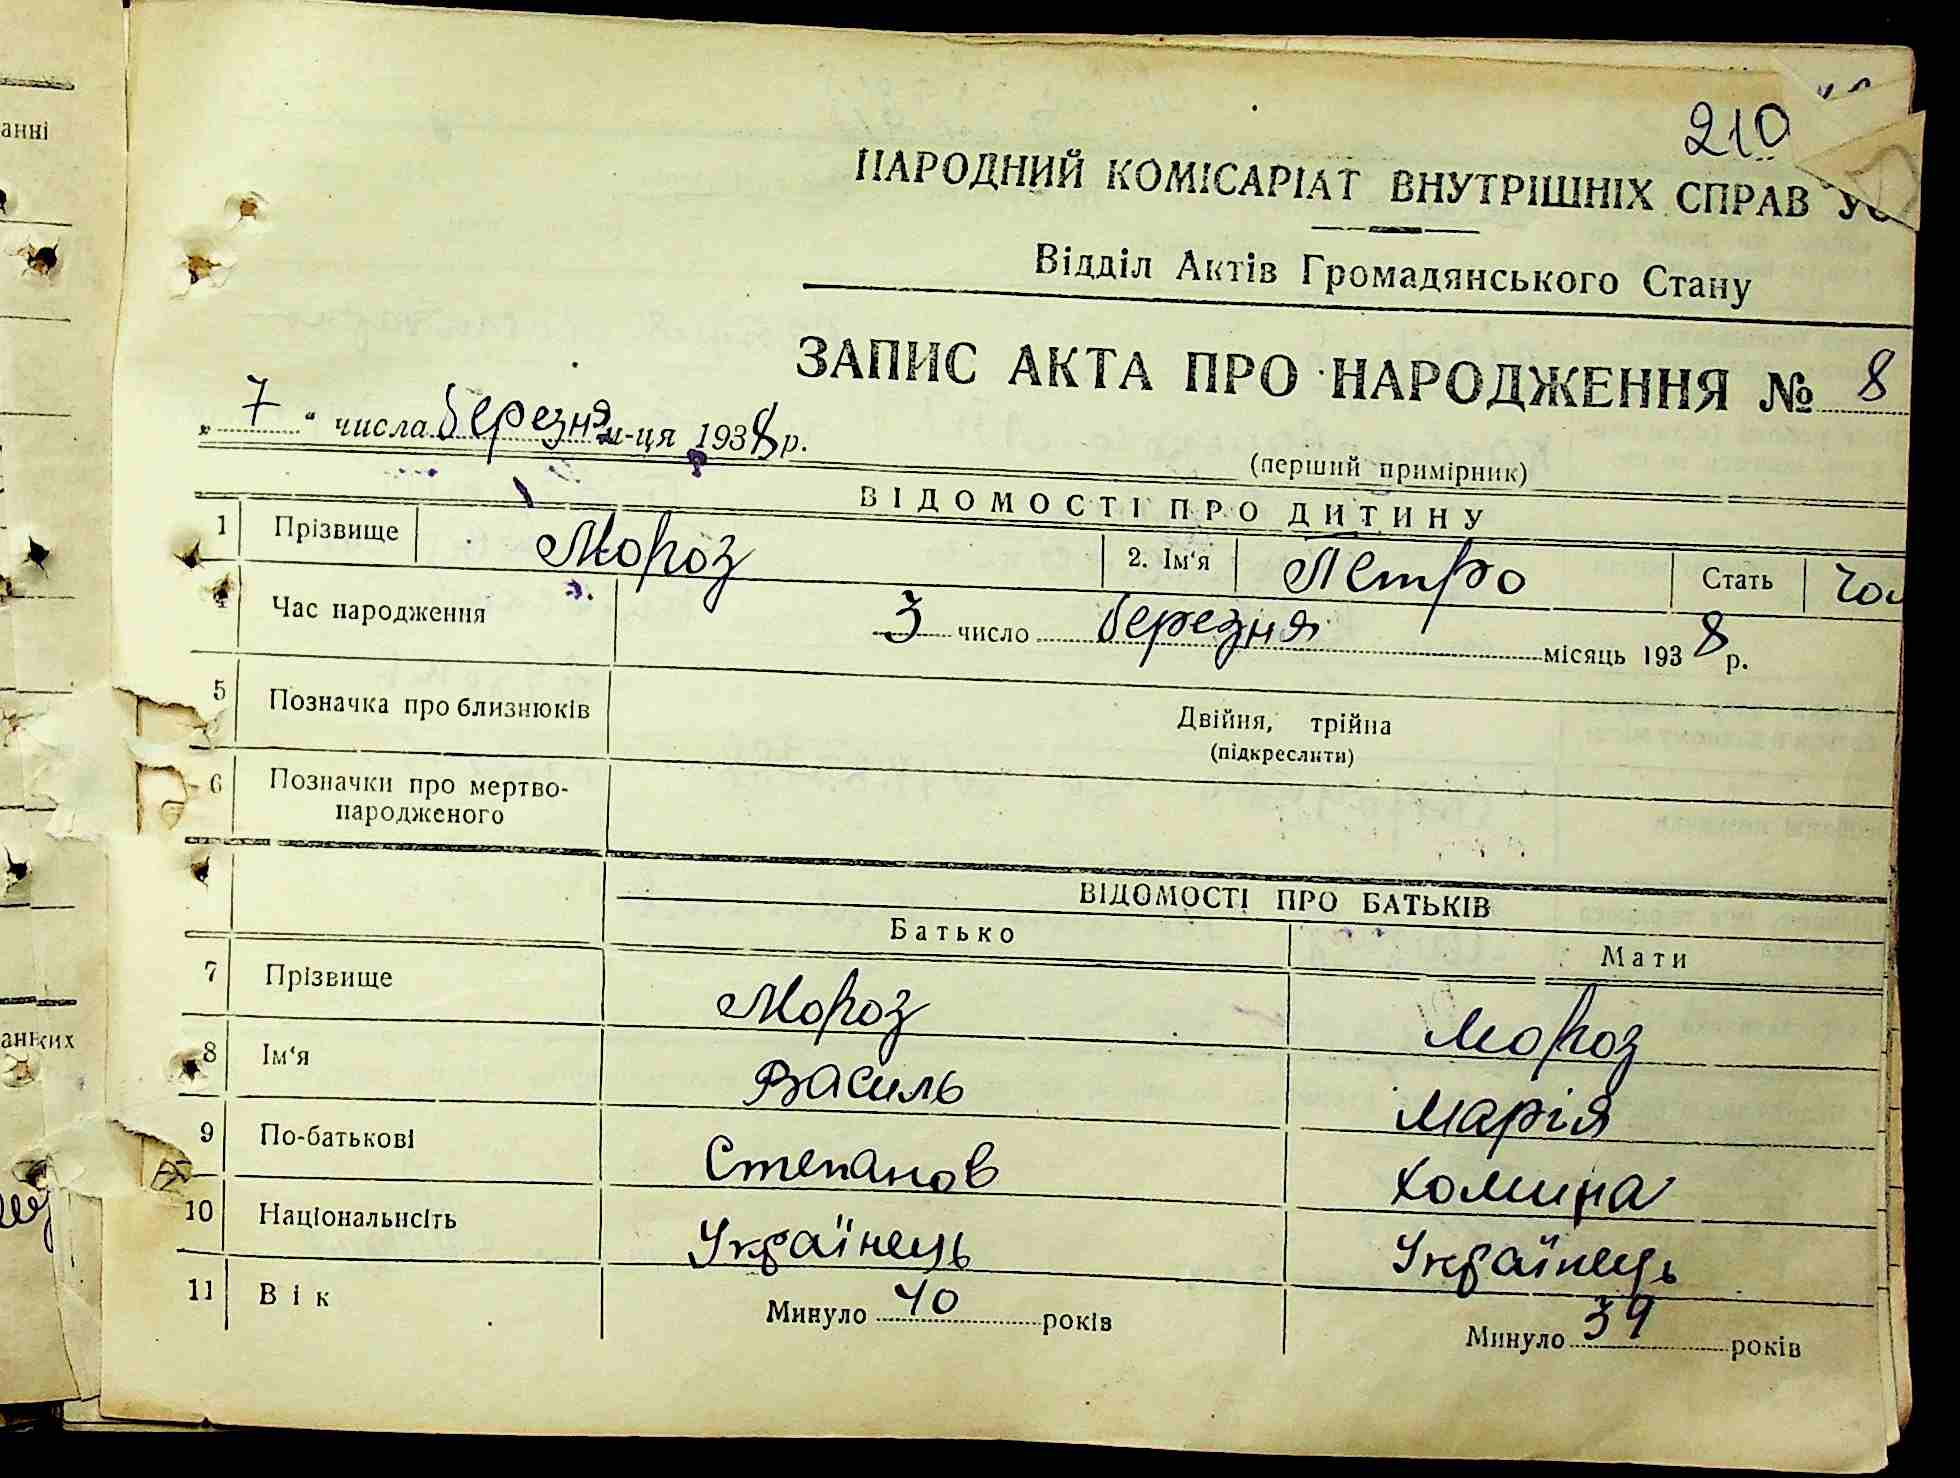 анні
210
НАРОДНИЙ КОМІСАРІАТ ВНУТРІШНІХ СПРАВ
Відділ Актів Громадянського Стану
ЗАПИС АКТА ПРО НАРОДЖЕННЯ № 8
„ 7 “ числа березня м-ця 1938 р.
(перший примірник)
ВІДОМОСТІ ПРО ДИТИНУ
1 Прізвище Мороз 2. Ім‘я Петро Стать чол
4 Час народження 3 число березня місяць 1938 р.
5 Позначка про близнюків Двійня, трійна
(підкреслити)
6 Позначки про мертво-
народженого
ВІДОМОСТІ ПРО БАТЬКІВ
Батько Мати
7 Прізвище Мороз Мороз
8 Ім‘я Василь Марія
9 По-батькові Степанов Хомина
10 Національнсіть Українець Українець
11 Вік Минуло 40 років Минуло 39 років